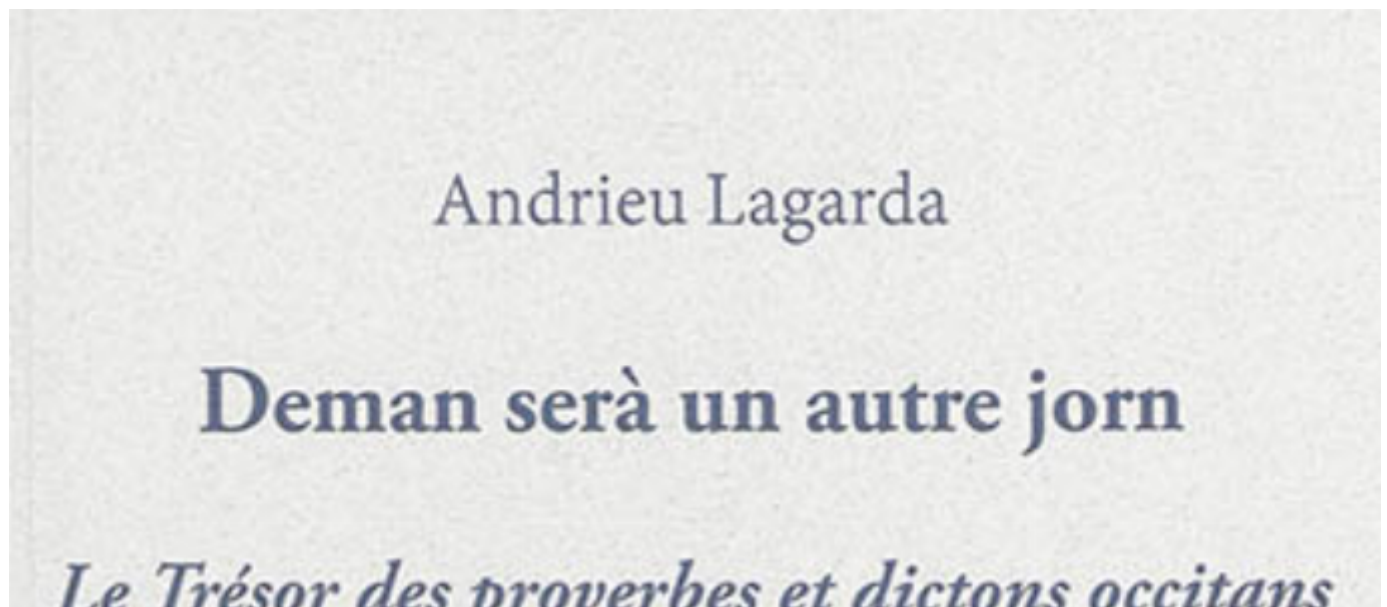 Andrieu Lagarda
Deman serà un autre jorn
Le Trésor des proverbes et dictons occitans